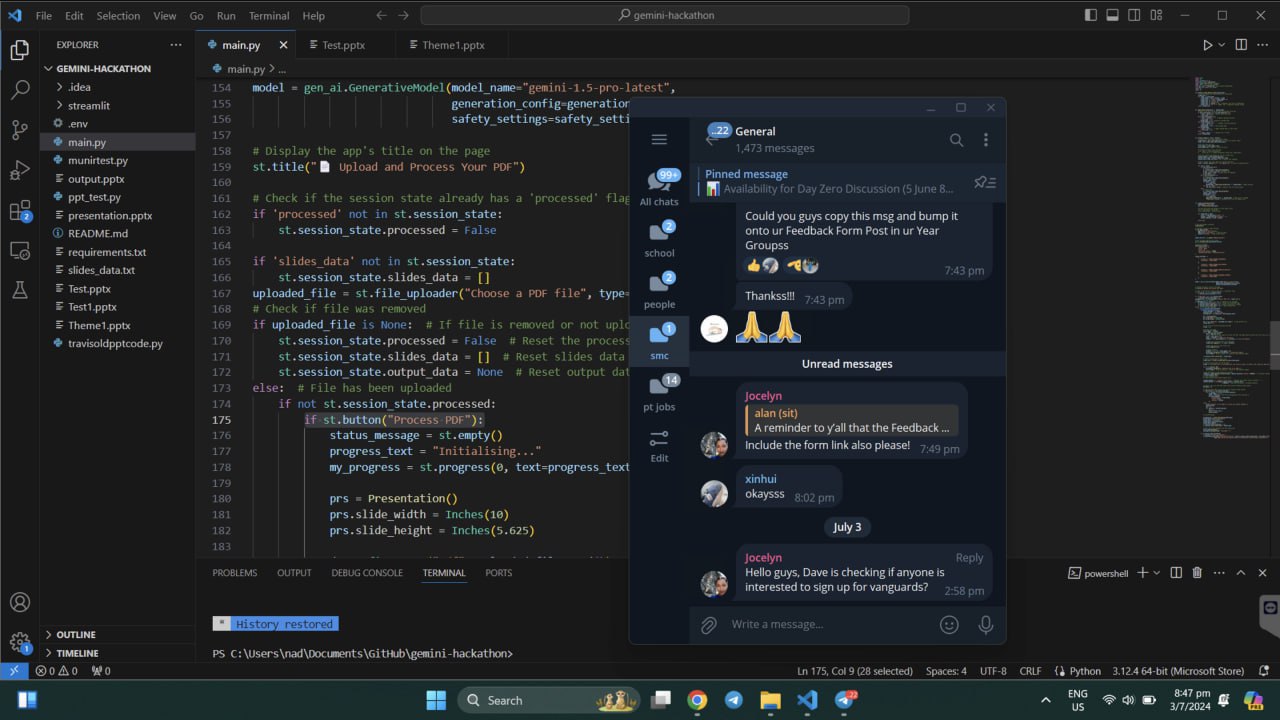 File Edit Selection View Go Run Terminal Help
gemini-hackathon
EXPLORER
GEMINI-HACKATHON
.idea
streamlit
.env
main.py
munirtest.py
output.pptx
ppt_test.py
presentation.pptx
README.md
requirements.txt
slides_data.txt
Test.pptx
Test1.pptx
Theme1.pptx
travisoldpptcode.py
OUTLINE
TIMELINE
main.py Test.pptx Theme1.pptx
main.py > ...
154 model = gen_ai.GenerativeModel(model_name="gemini-1.5-pro-latest",
155 generation_config=generation
156 safety_settings=safety_setti
157
158 # Display the app's title on the page
159 st.title("📄 Upload and Process Your
160
161 # Check if the session state already has a 'processed' flag
162 if 'processed' not in st.session_state:
163 st.session_state.processed = False
164
165 if 'slides_data' not in st.session_state:
166 st.session_state.slides_data = []
167 uploaded_file = st.file_uploader("Choose a PDF file", type=
168 # Check if file was removed
169 if uploaded_file is None: # If file is removed or not uplo
170 st.session_state.processed = False # Reset the process
171 st.session_state.slides_data = [] # Reset slides data
172 st.session_state.output_data = None # Reset output dat
173 else: # File has been uploaded
174 if not st.session_state.processed:
175 if st.button("Process PDF"):
176 status_message = st.empty()
177 progress_text = "Initialising..."
178 my_progress = st.progress(0, text=progress_text
179
180 prs = Presentation()
181 prs.slide_width = Inches(10)
182 prs.slide_height = Inches(5.625)
183
PROBLEMS OUTPUT DEBUG CONSOLE TERMINAL PORTS
powershell
* History restored
PS C:\Users\nad\Documents\GitHub\gemini-hackathon>
..22 General
1,473 messages
Pinned message
📊 Availability for Day Zero Discussion (5 June &...
99+
All chats
2
school
2
people
1
smc
14
pt jobs
Edit
Could you guys copy this msg and bump it
onto ur Feedback Form Post in ur Year
Groupss
7:43 pm
Thankas 7:43 pm
🙏
Unread messages
Jocelyn
alan (sit)
A reminder to y'all that the Feedback ...
Including the form link also please! 7:49 pm
xinhui
okaysss 8:02 pm
July 3
Jocelyn Reply
Hello guys, Dave is checking if anyone is
interested to sign up for vanguards? 2:58 pm
Write a message...
0 0 0 Ln 175, Col 9 (28 selected) Spaces: 4 UTF-8 CRLF Python 3.12.4 64-bit (Microsoft Store)
Search
ENG
US
8:47 pm
3/7/2024